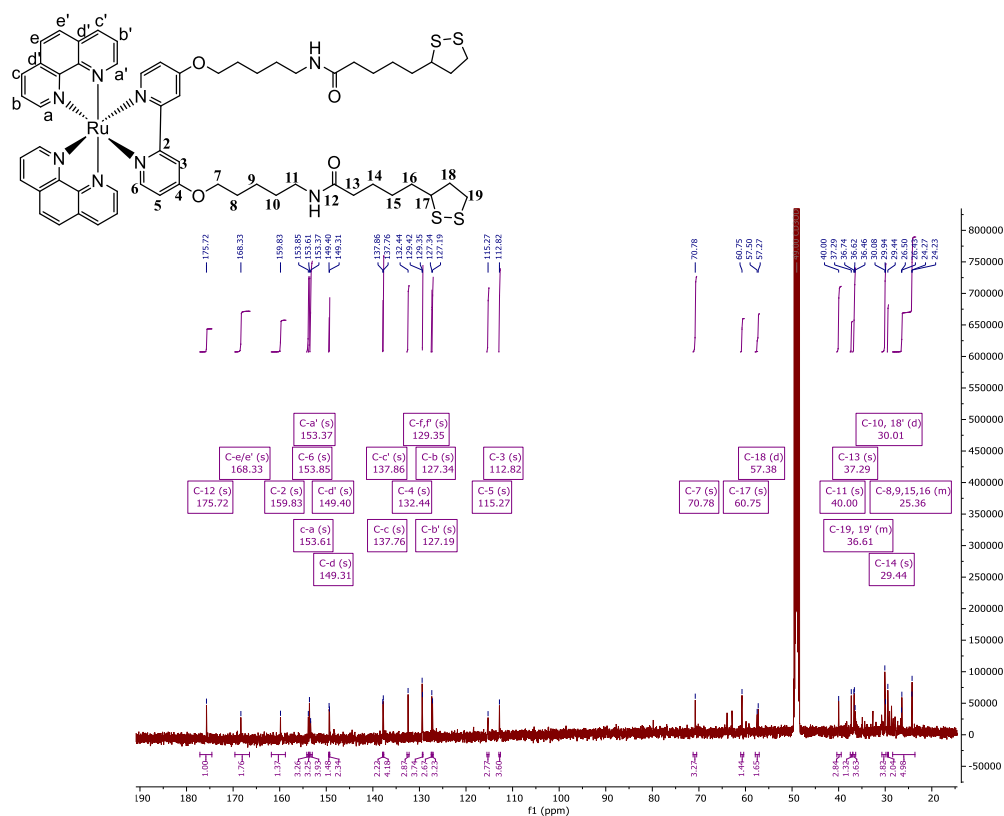 e'
c'
e
d'
b'
d'
c
N
a'
b
N
a
Ru
N
N
N
N
2
3
4
5
6
O
O
7
8
9
10
11
N
H
H
N
12
O
O
13
14
15
16
17
18
19
S S
S S
175.72
168.33
159.83
153.85
153.61
153.37
149.40
149.31
137.86
137.76
132.44
129.42
129.35
127.34
127.19
115.27
112.82
70.78
60.75
57.50
57.27
40.00
37.29
36.74
36.62
36.46
30.08
29.94
29.44
26.50
26.43
24.27
24.23
C-a' (s)
153.37
C-f,f' (s)
129.35
C-10, 18' (d)
30.01
C-e/e' (s)
168.33
C-6 (s)
153.85
C-c' (s)
137.86
C-b (s)
127.34
C-3 (s)
112.82
C-18 (d)
57.38
C-13 (s)
37.29
C-12 (s)
175.72
C-2 (s)
159.83
C-d' (s)
149.40
C-4 (s)
132.44
C-5 (s)
115.27
C-7 (s)
70.78
C-17 (s)
60.75
C-11 (s)
40.00
C-8,9,15,16 (m)
25.36
c-a (s)
153.61
C-c (s)
137.76
C-b' (s)
127.19
C-19, 19' (m)
36.61
C-d (s)
149.31
C-14 (s)
29.44
800000
750000
700000
650000
600000
550000
500000
450000
400000
350000
300000
250000
200000
150000
100000
50000
0
-50000
1.00
1.76
1.37
3.26
3.25
3.93
1.48
2.34
2.22
4.18
2.87
3.74
2.67
3.23
2.77
3.60
3.27
1.44
1.65
2.84
1.32
3.63
3.82
2.04
4.98
190 180 170 160 150 140 130 120 110 100 90 80 70 60 50 40 30 20
f1 (ppm)